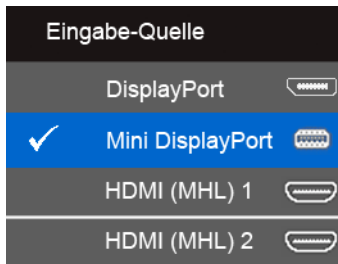 Eingabe-Quelle
DisplayPort
Mini DisplayPort
HDMI (MHL) 1
HDMI (MHL) 2